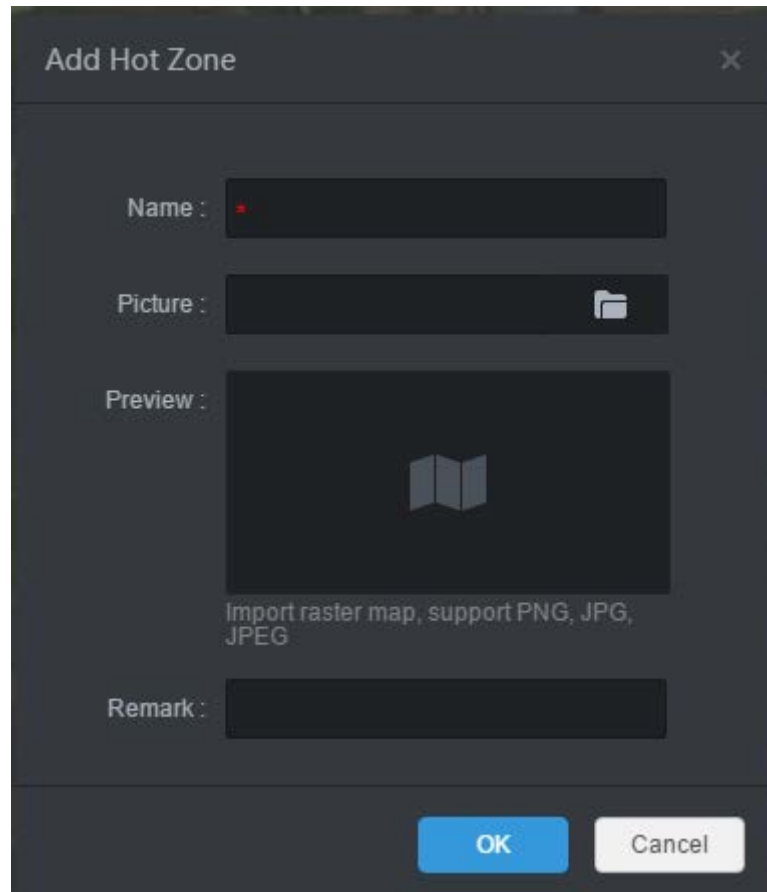 Add Hot Zone
Name :
*
Picture :
Preview :
Import raster map, support PNG, JPG,
JPEG
Remark :
OK
Cancel